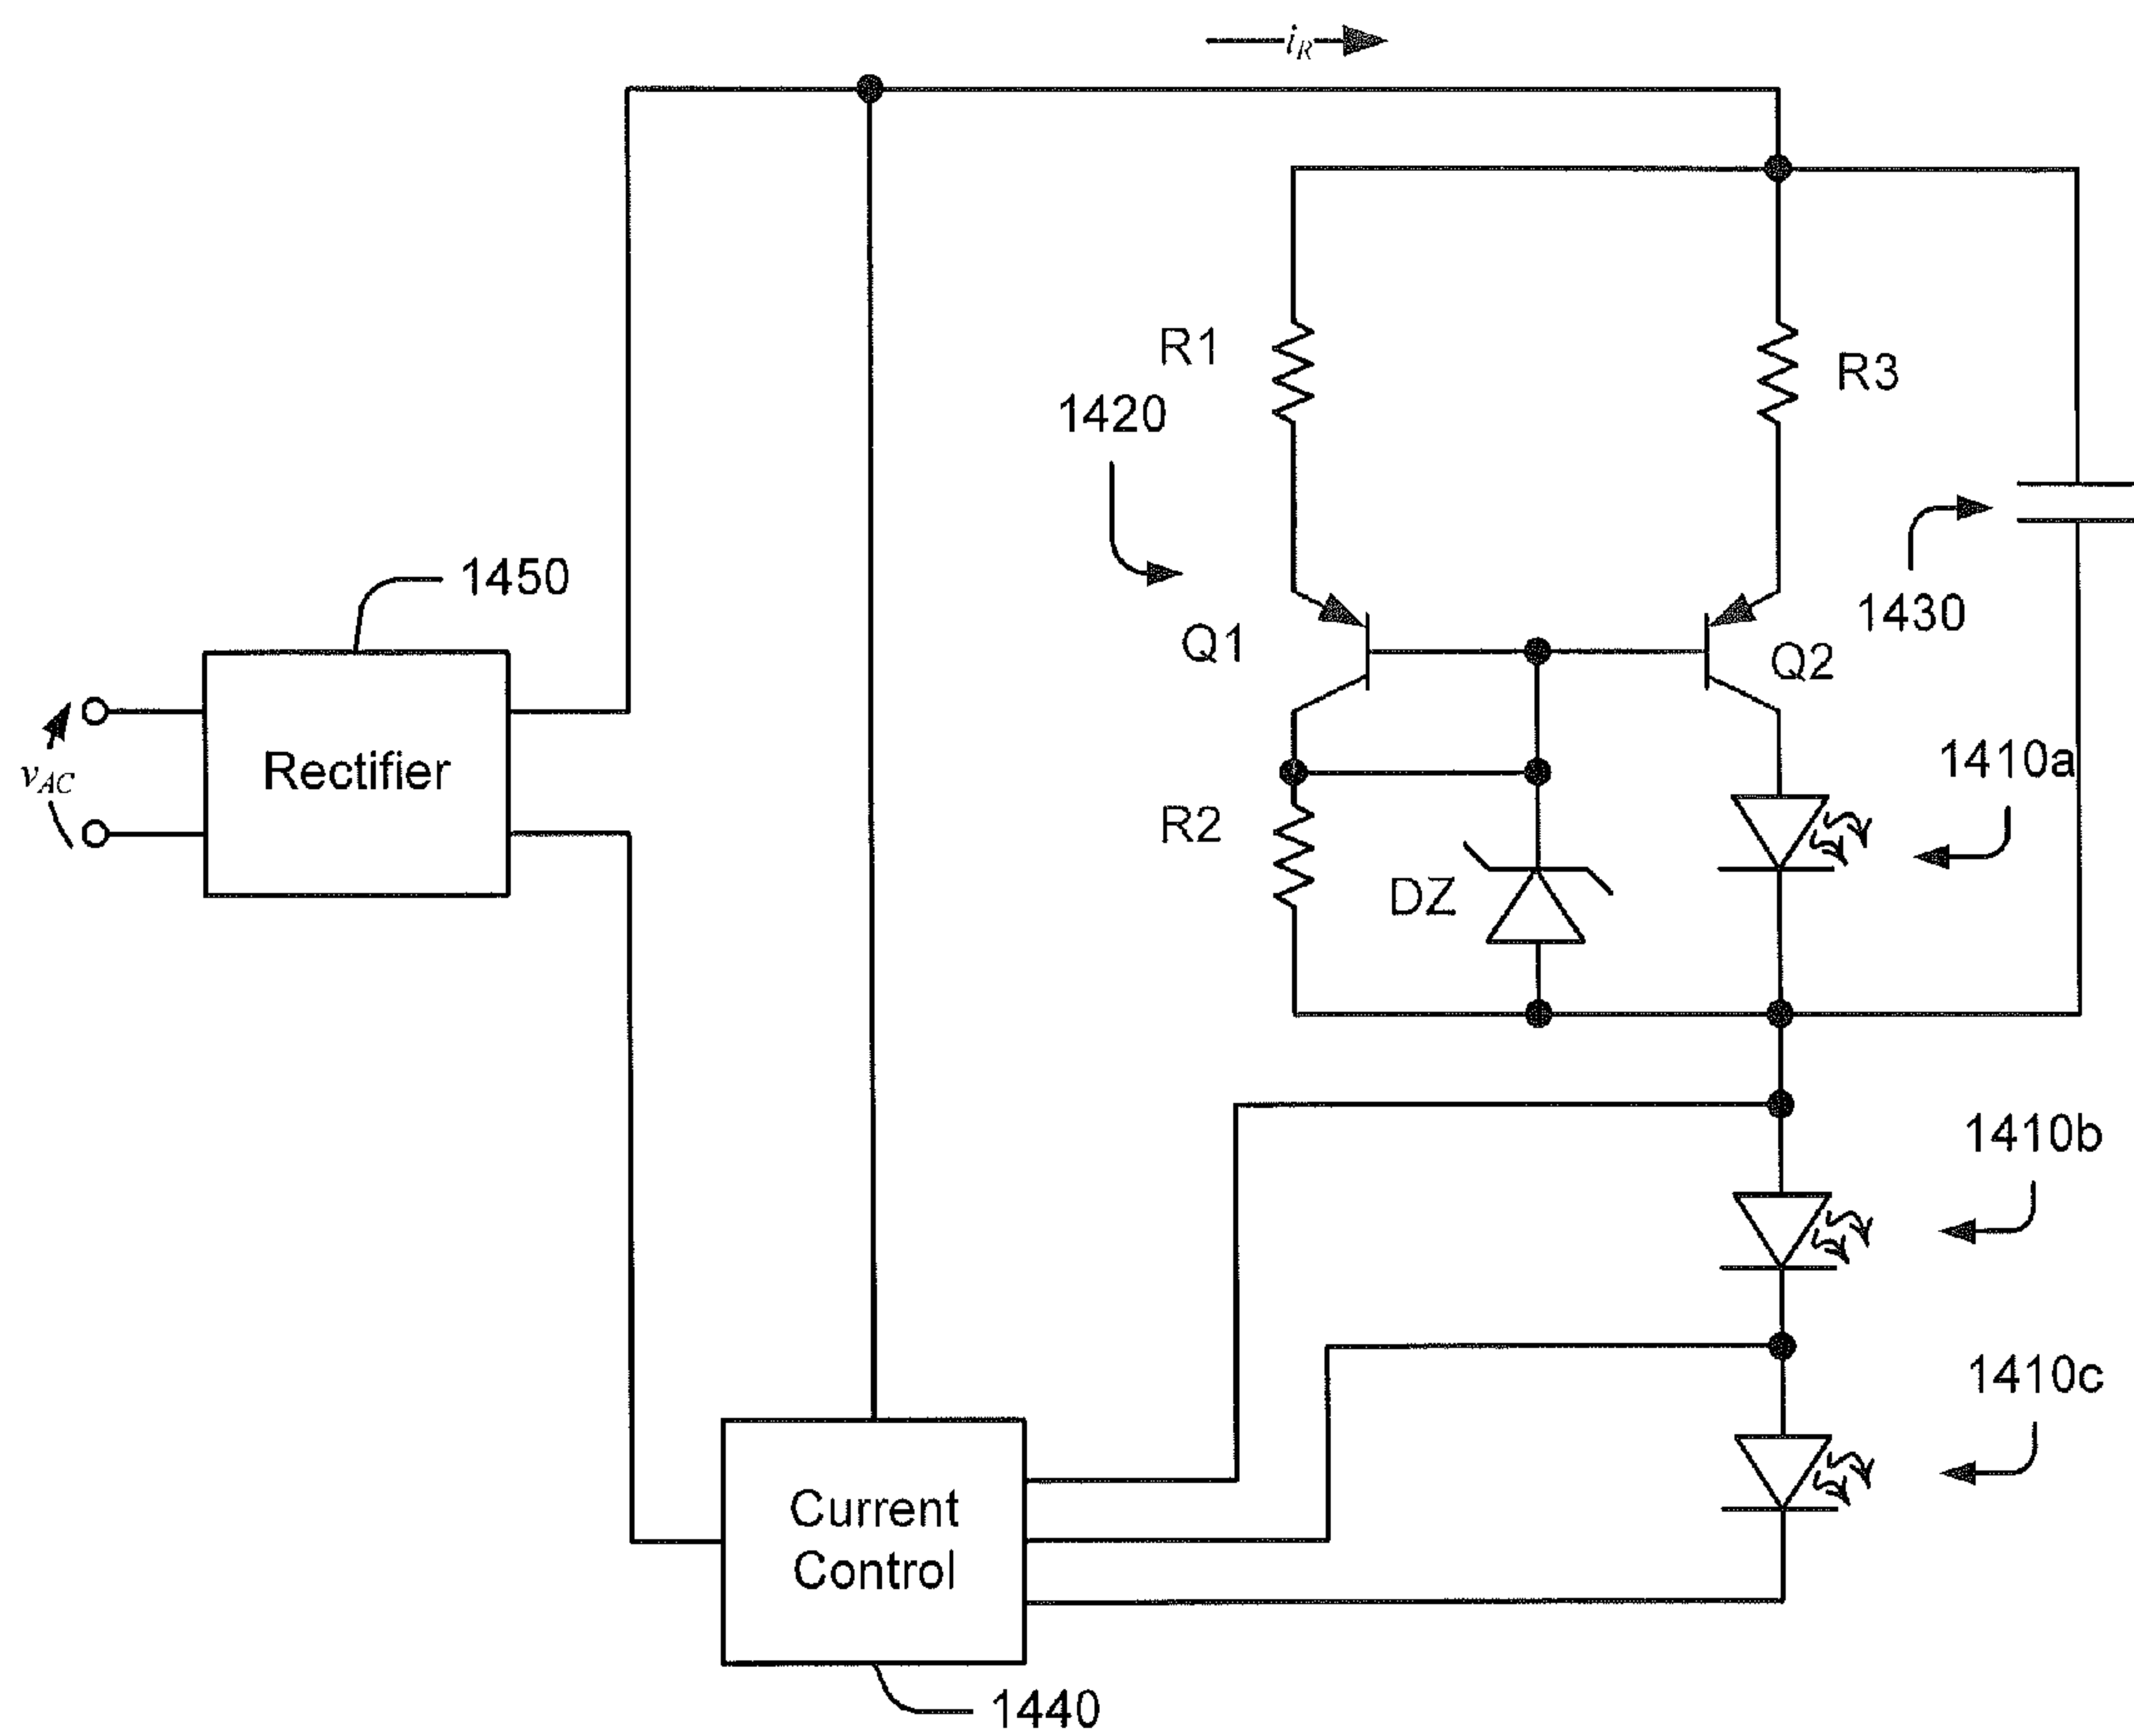 iR
R1
R3
1420
1450
1430
Q1
Q2
vAC
Rectifier
1410a
R2
DZ
1410b
1410c
Current
Control
1440